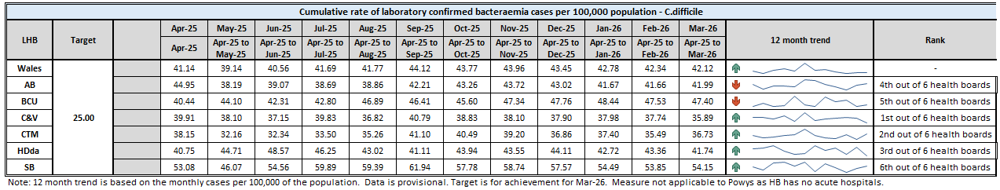 Cumulative rate of laboratory confirmed bacteraemia cases per 100,000 population - C.difficile
LHB Target Apr-25 May-25 Jun-25 Jul-25 Aug-25 Sep-25 Oct-25 Nov-25 Dec-25 Jan-26 Feb-26 Mar-26 12 month trend Rank
Apr-25 Apr-25 to May-25 Apr-25 to Jun-25 Apr-25 to Jul-25 Apr-25 to Aug-25 Apr-25 to Sep-25 Apr-25 to Oct-25 Apr-25 to Nov-25 Apr-25 to Dec-25 Apr-25 to Jan-26 Apr-25 to Feb-26 Apr-25 to Mar-26
Wales 41.14 39.14 40.56 41.69 41.77 44.12 43.77 43.96 43.45 42.78 42.34 42.12 -
AB 44.95 38.19 39.07 38.69 38.86 42.21 43.26 43.72 43.02 41.67 41.66 41.99 4th out of 6 health boards
BCU 40.44 44.10 42.31 42.80 46.89 46.41 45.60 47.34 47.76 48.44 47.53 47.40 5th out of 6 health boards
C&V 25.00 39.91 38.10 37.15 39.83 36.82 40.79 38.83 38.10 37.90 37.98 37.74 35.89 1st out of 6 health boards
CTM 38.15 32.16 32.34 33.50 35.26 41.10 40.49 39.20 36.86 37.40 35.49 36.73 2nd out of 6 health boards
HDda 40.75 44.71 48.57 46.25 43.02 41.11 43.94 43.55 44.11 42.72 43.36 41.74 3rd out of 6 health boards
SB 53.08 46.07 54.56 59.89 59.39 61.94 57.78 58.74 57.57 54.49 53.85 54.15 6th out of 6 health boards
Note: 12 month trend is based on the monthly cases per 100,000 of the population. Data is provisional. Target is for achievement for Mar-26. Measure not applicable to Powys as HB has no acute hospitals.